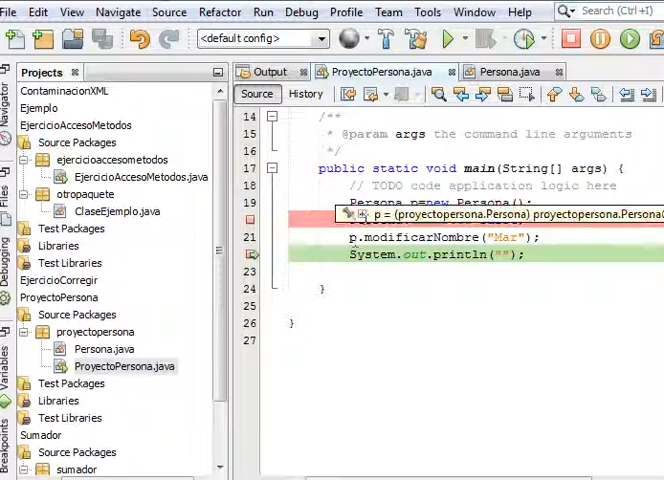 File Edit View Navigate Source Refactor Run Debug Profile Team Tools Window Help
Search (Ctrl+I)
<default config>
Projects
Output
ProyectoPersona.java
Persona.java
Source History
Navigator
Files
Debugging
Variables
Breakpoints
ContaminacionXML
Ejemplo
EjercicioAccesoMetodos
Source Packages
ejercicioaccesometodos
EjercicioAccesoMetodos.java
otropaquete
ClaseEjemplo.java
Test Packages
Libraries
Test Libraries
EjercicioCorregir
ProyectoPersona
Source Packages
proyectopersona
Persona.java
ProyectoPersona.java
Test Packages
Libraries
Test Libraries
Sumador
Source Packages
sumador
14 /**
15 * @param args the command line arguments
16 */
17 public static void main(String[] args) {
18 // TODO code application logic here
19 Persona p=new Persona();
p = (proyectopersona.Persona) proyectopersona.Persona
21 p.modificarNombre("Mar");
System.out.println("");
23
24 }
25
26 }
27